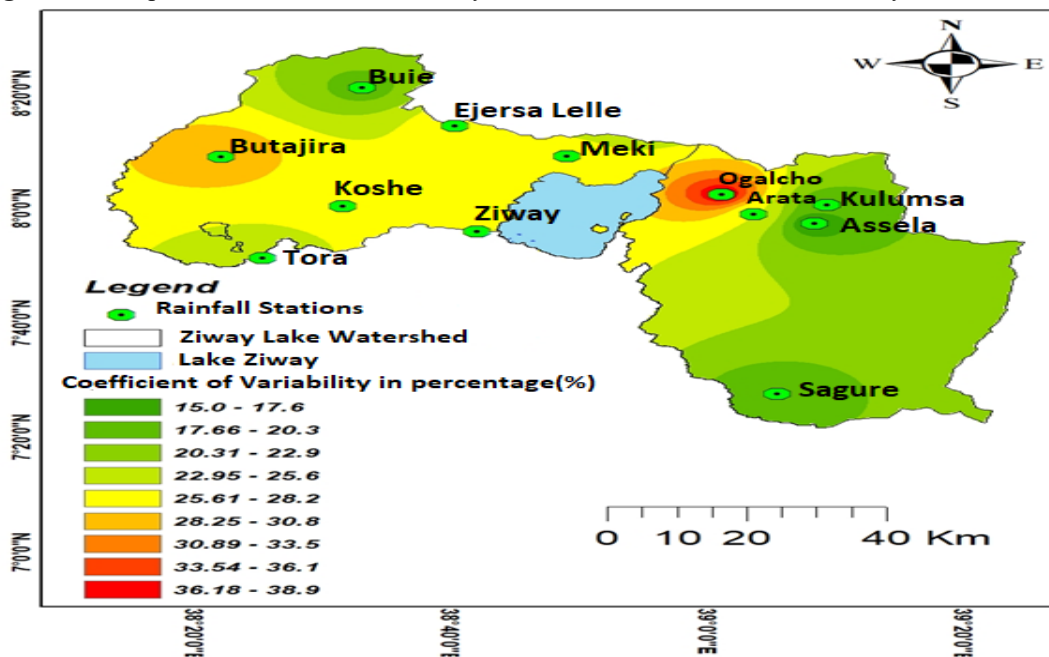 N
W E
S
Buie
Ejersa Lelle
Butajira
Meki
Ogalcho
Koshe
Arata
Kulumsa
Ziway
Assela
Tora
Sagure
Legend
Rainfall Stations
Ziway Lake Watershed
Lake Ziway
Coefficient of Variability in percentage(%)
15.0 - 17.6
17.66 - 20.3
20.31 - 22.9
22.95 - 25.6
25.61 - 28.2
28.25 - 30.8
30.89 - 33.5
33.54 - 36.1
36.18 - 38.9
0 10 20 40 Km
8°20'0"N
8°0'0"N
7°40'0"N
7°20'0"N
7°0'0"N
38°20'0"E
38°40'0"E
39°0'0"E
39°20'0"E